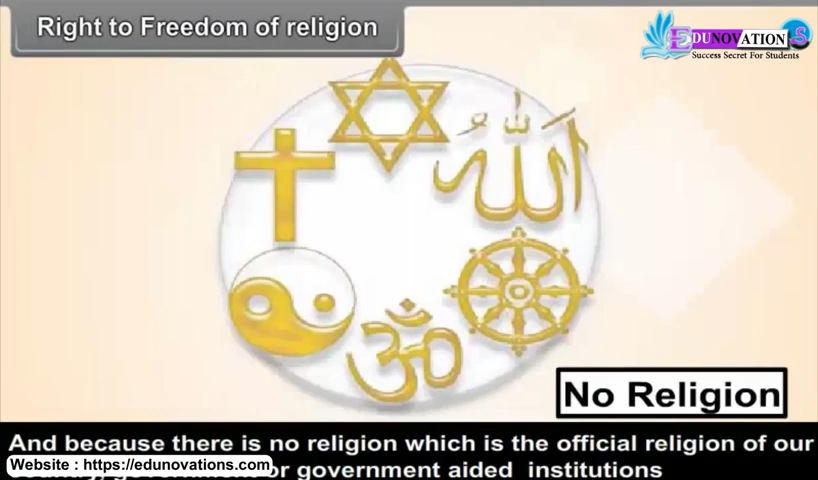 Right to Freedom of religion
EDUNOVATIONS
Success Secret For Students
الله
No Religion
And because there is no religion which is the official religion of our
or government aided institutions
Website : https://edunovations.com